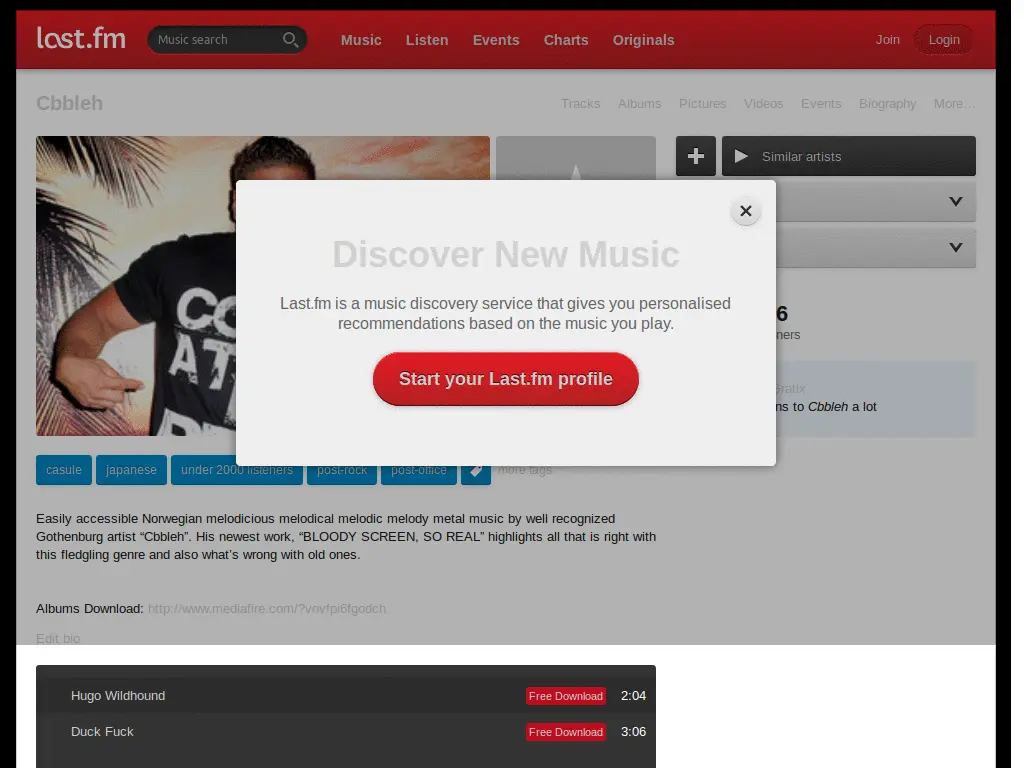 last.fm
Music search
Music Listen Events Charts Originals
Join Login
Cbbleh
Tracks Albums Pictures Videos Events Biography More...
Similar artists
Discover New Music
Last.fm is a music discovery service that gives you personalised
recommendations based on the music you play.
Start your Last.fm profile
6
ners
Gratix
ns to Cbbleh a lot
CO
AT
casule japanese under 2000 listeners post-rock post-office more tags
Easily accessible Norwegian melodicious melodical melodic melody metal music by well recognized
Gothenburg artist “Cbbleh”. His newest work, “BLOODY SCREEN, SO REAL” highlights all that is right with
this fledgling genre and also what’s wrong with old ones.
Albums Download: http://www.mediafire.com/?vovfpi6fgodch
Edit bio
Hugo Wildhound Free Download 2:04
Duck Fuck Free Download 3:06